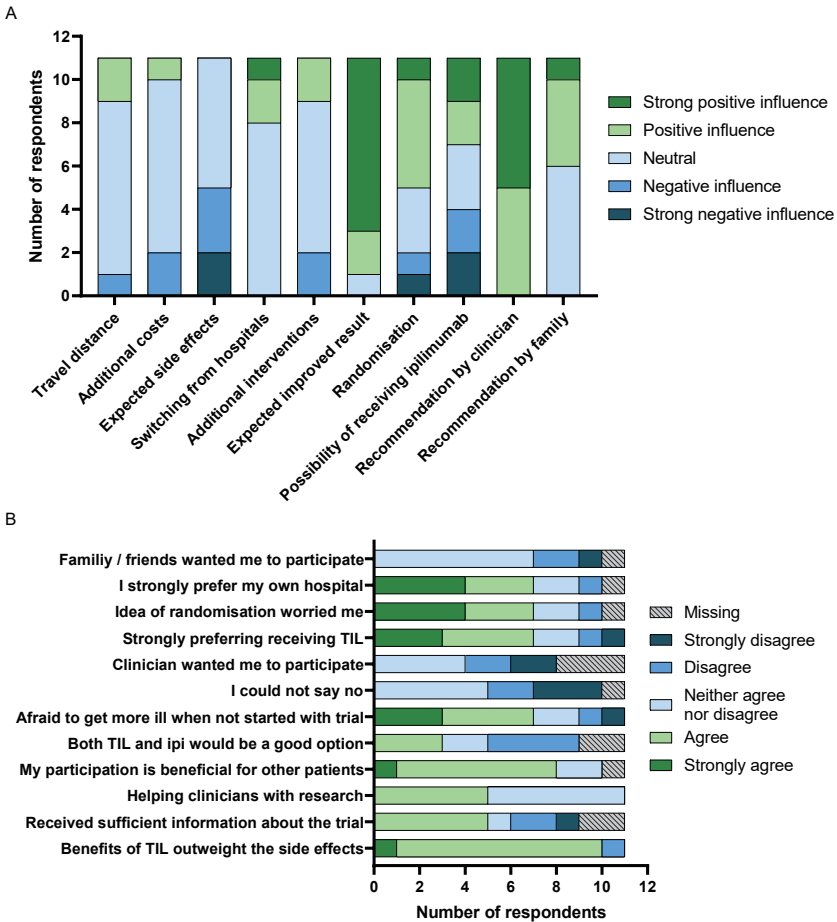 A
Number of respondents
12
10
8
6
4
2
0
Travel distance
Additional costs
Expected side effects
Switching from hospitals
Additional interventions
Expected improved result
Randomisation
Possibility of receiving ipilimumab
Recommendation by clinician
Recommendation by family
Strong positive influence
Positive influence
Neutral
Negative influence
Strong negative influence
B
Familiy / friends wanted me to participate
I strongly prefer my own hospital
Idea of randomisation worried me
Strongly preferring receiving TIL
Clinician wanted me to participate
I could not say no
Afraid to get more ill when not started with trial
Both TIL and ipi would be a good option
My participation is beneficial for other patients
Helping clinicians with research
Received sufficient information about the trial
Benefits of TIL outweight the side effects
0 2 4 6 8 10 12
Number of respondents
Missing
Strongly disagree
Disagree
Neither agree
nor disagree
Agree
Strongly agree